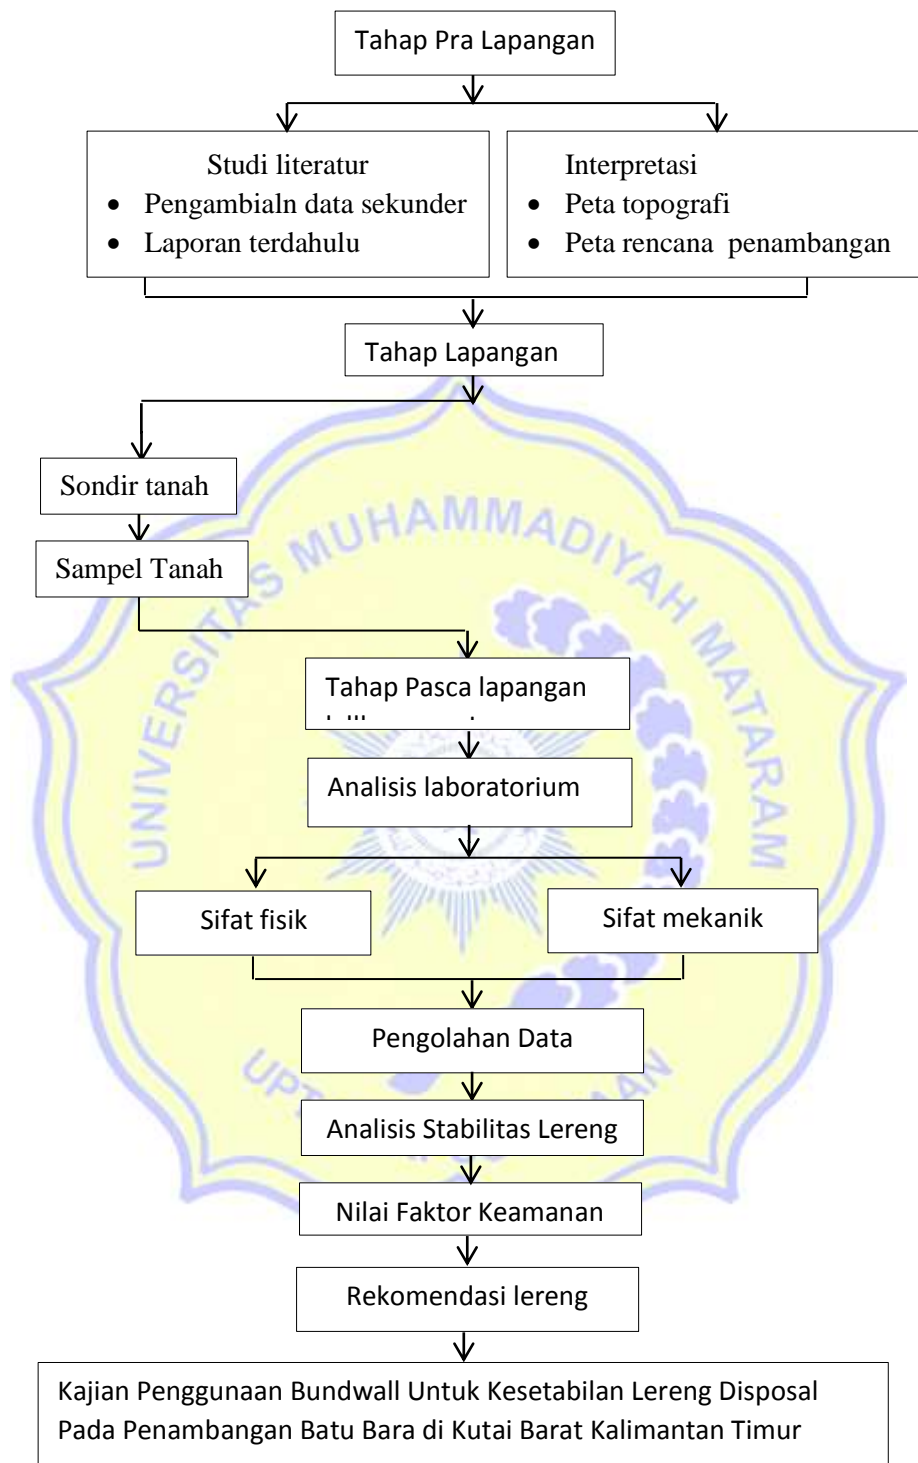 Tahap Pra Lapangan
Studi literatur
• Pengambialn data sekunder
• Laporan terdahulu
Interpretasi
• Peta topografi
• Peta rencana penambangan
Tahap Lapangan
Sondir tanah
Sampel Tanah
UNIVERSITAS MUHAMMADIYAH MATARAM
Tahap Pasca lapangan
Analisis laboratorium
Sifat fisik
Sifat mekanik
Pengolahan Data
Analisis Stabilitas Lereng
Nilai Faktor Keamanan
Rekomendasi lereng
Kajian Penggunaan Bundwall Untuk Kesetabilan Lereng Disposal
Pada Penambangan Batu Bara di Kutai Barat Kalimantan Timur